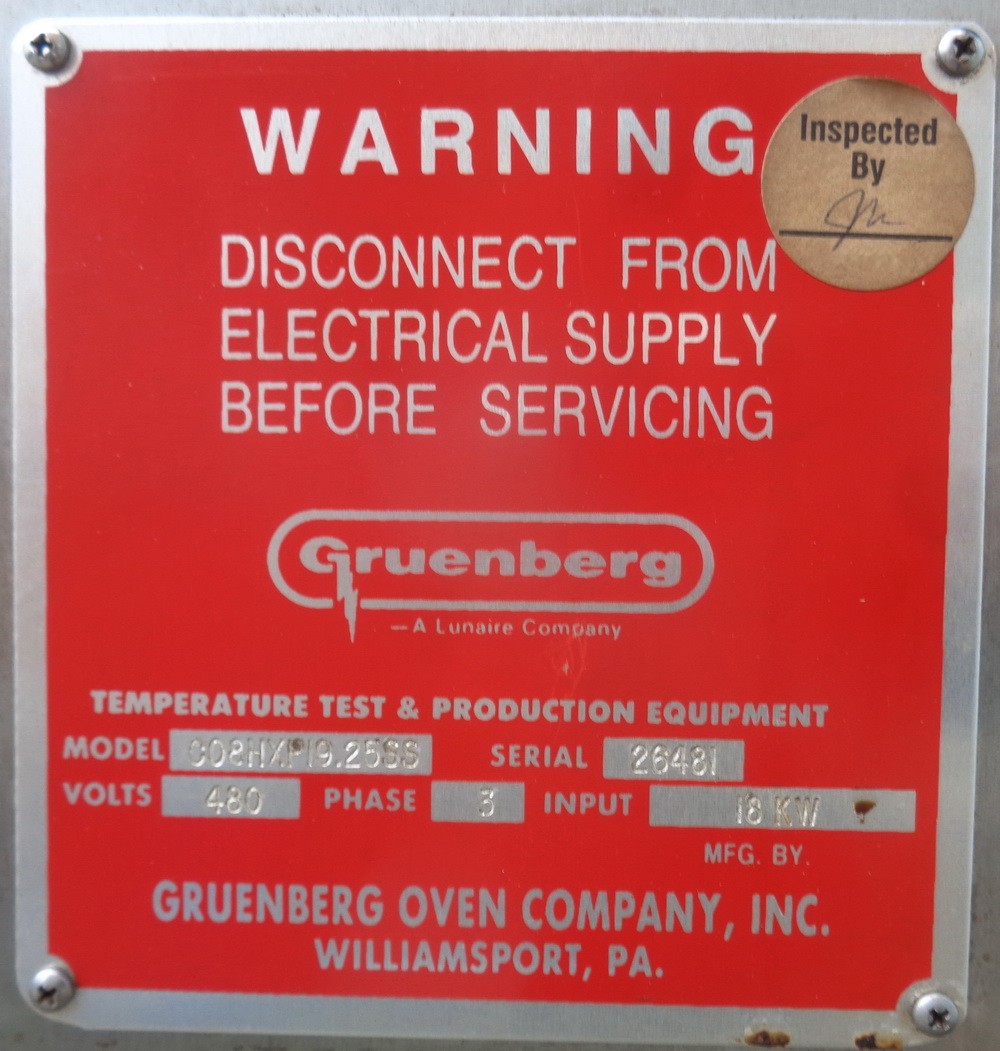 WARNING
Inspected
By
DISCONNECT FROM
ELECTRICAL SUPPLY
BEFORE SERVICING
Gruenberg
—A Lunaire Company
TEMPERATURE TEST & PRODUCTION EQUIPMENT
MODEL SERIAL 26481
VOLTS 480 PHASE 3 INPUT 18 KW
MFG. BY.
GRUENBERG OVEN COMPANY, INC.
WILLIAMSPORT, PA.